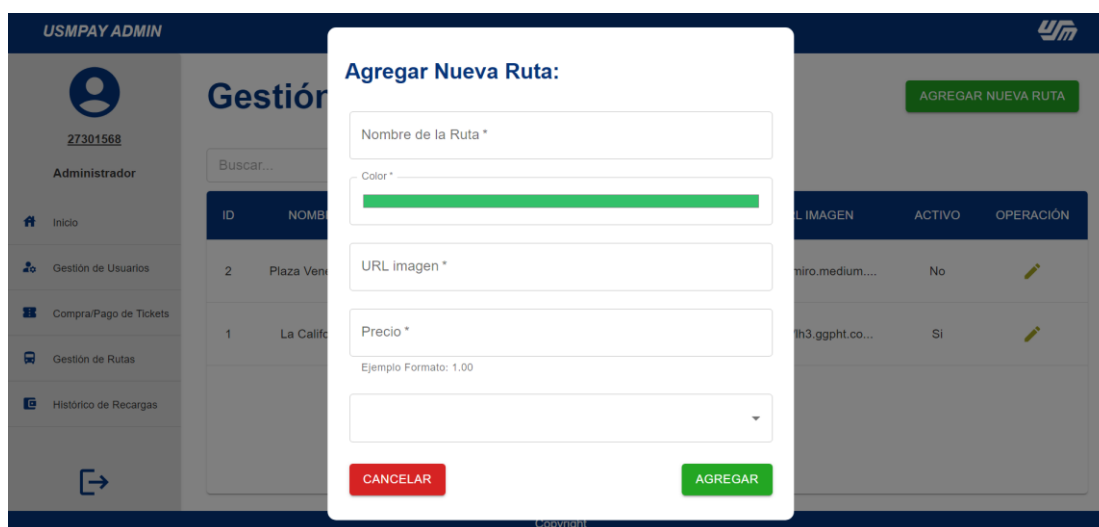 USMPAY ADMIN
27301568
Administrador
Inicio
Gestión de Usuarios
Compra/Pago de Tickets
Gestión de Rutas
Histórico de Recargas
Gestión
AGREGAR NUEVA RUTA
Buscar...
ID NOMB L IMAGEN ACTIVO OPERACIÓN
2 Plaza Vene miro.medium.... No
1 La Califo lh3.ggpht.co... Si
Agregar Nueva Ruta:
Nombre de la Ruta *
Color *
URL imagen *
Precio *
Ejemplo Formato: 1.00
CANCELAR
AGREGAR
Copyright